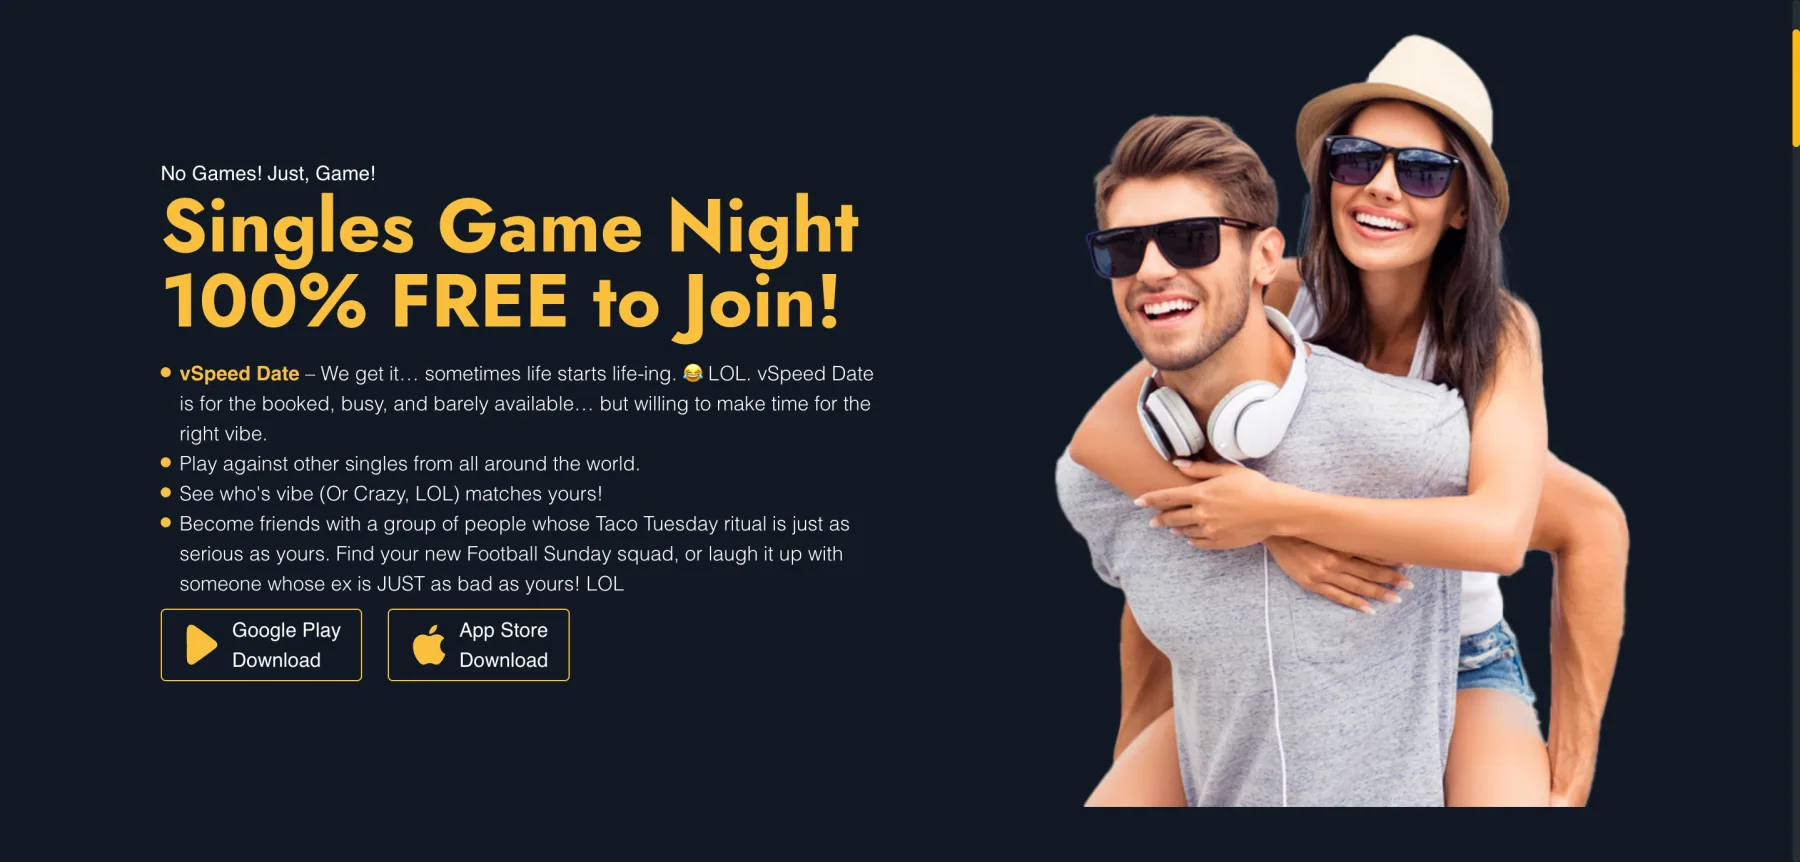 No Games! Just, Game!
Singles Game Night
100% FREE to Join!
vSpeed Date – We get it… sometimes life starts life-ing. 😂 LOL. vSpeed Date
is for the booked, busy, and barely available… but willing to make time for the
right vibe.
Play against other singles from all around the world.
See who's vibe (Or Crazy, LOL) matches yours!
Become friends with a group of people whose Taco Tuesday ritual is just as
serious as yours. Find your new Football Sunday squad, or laugh it up with
someone whose ex is JUST as bad as yours! LOL
Google Play
Download
App Store
Download